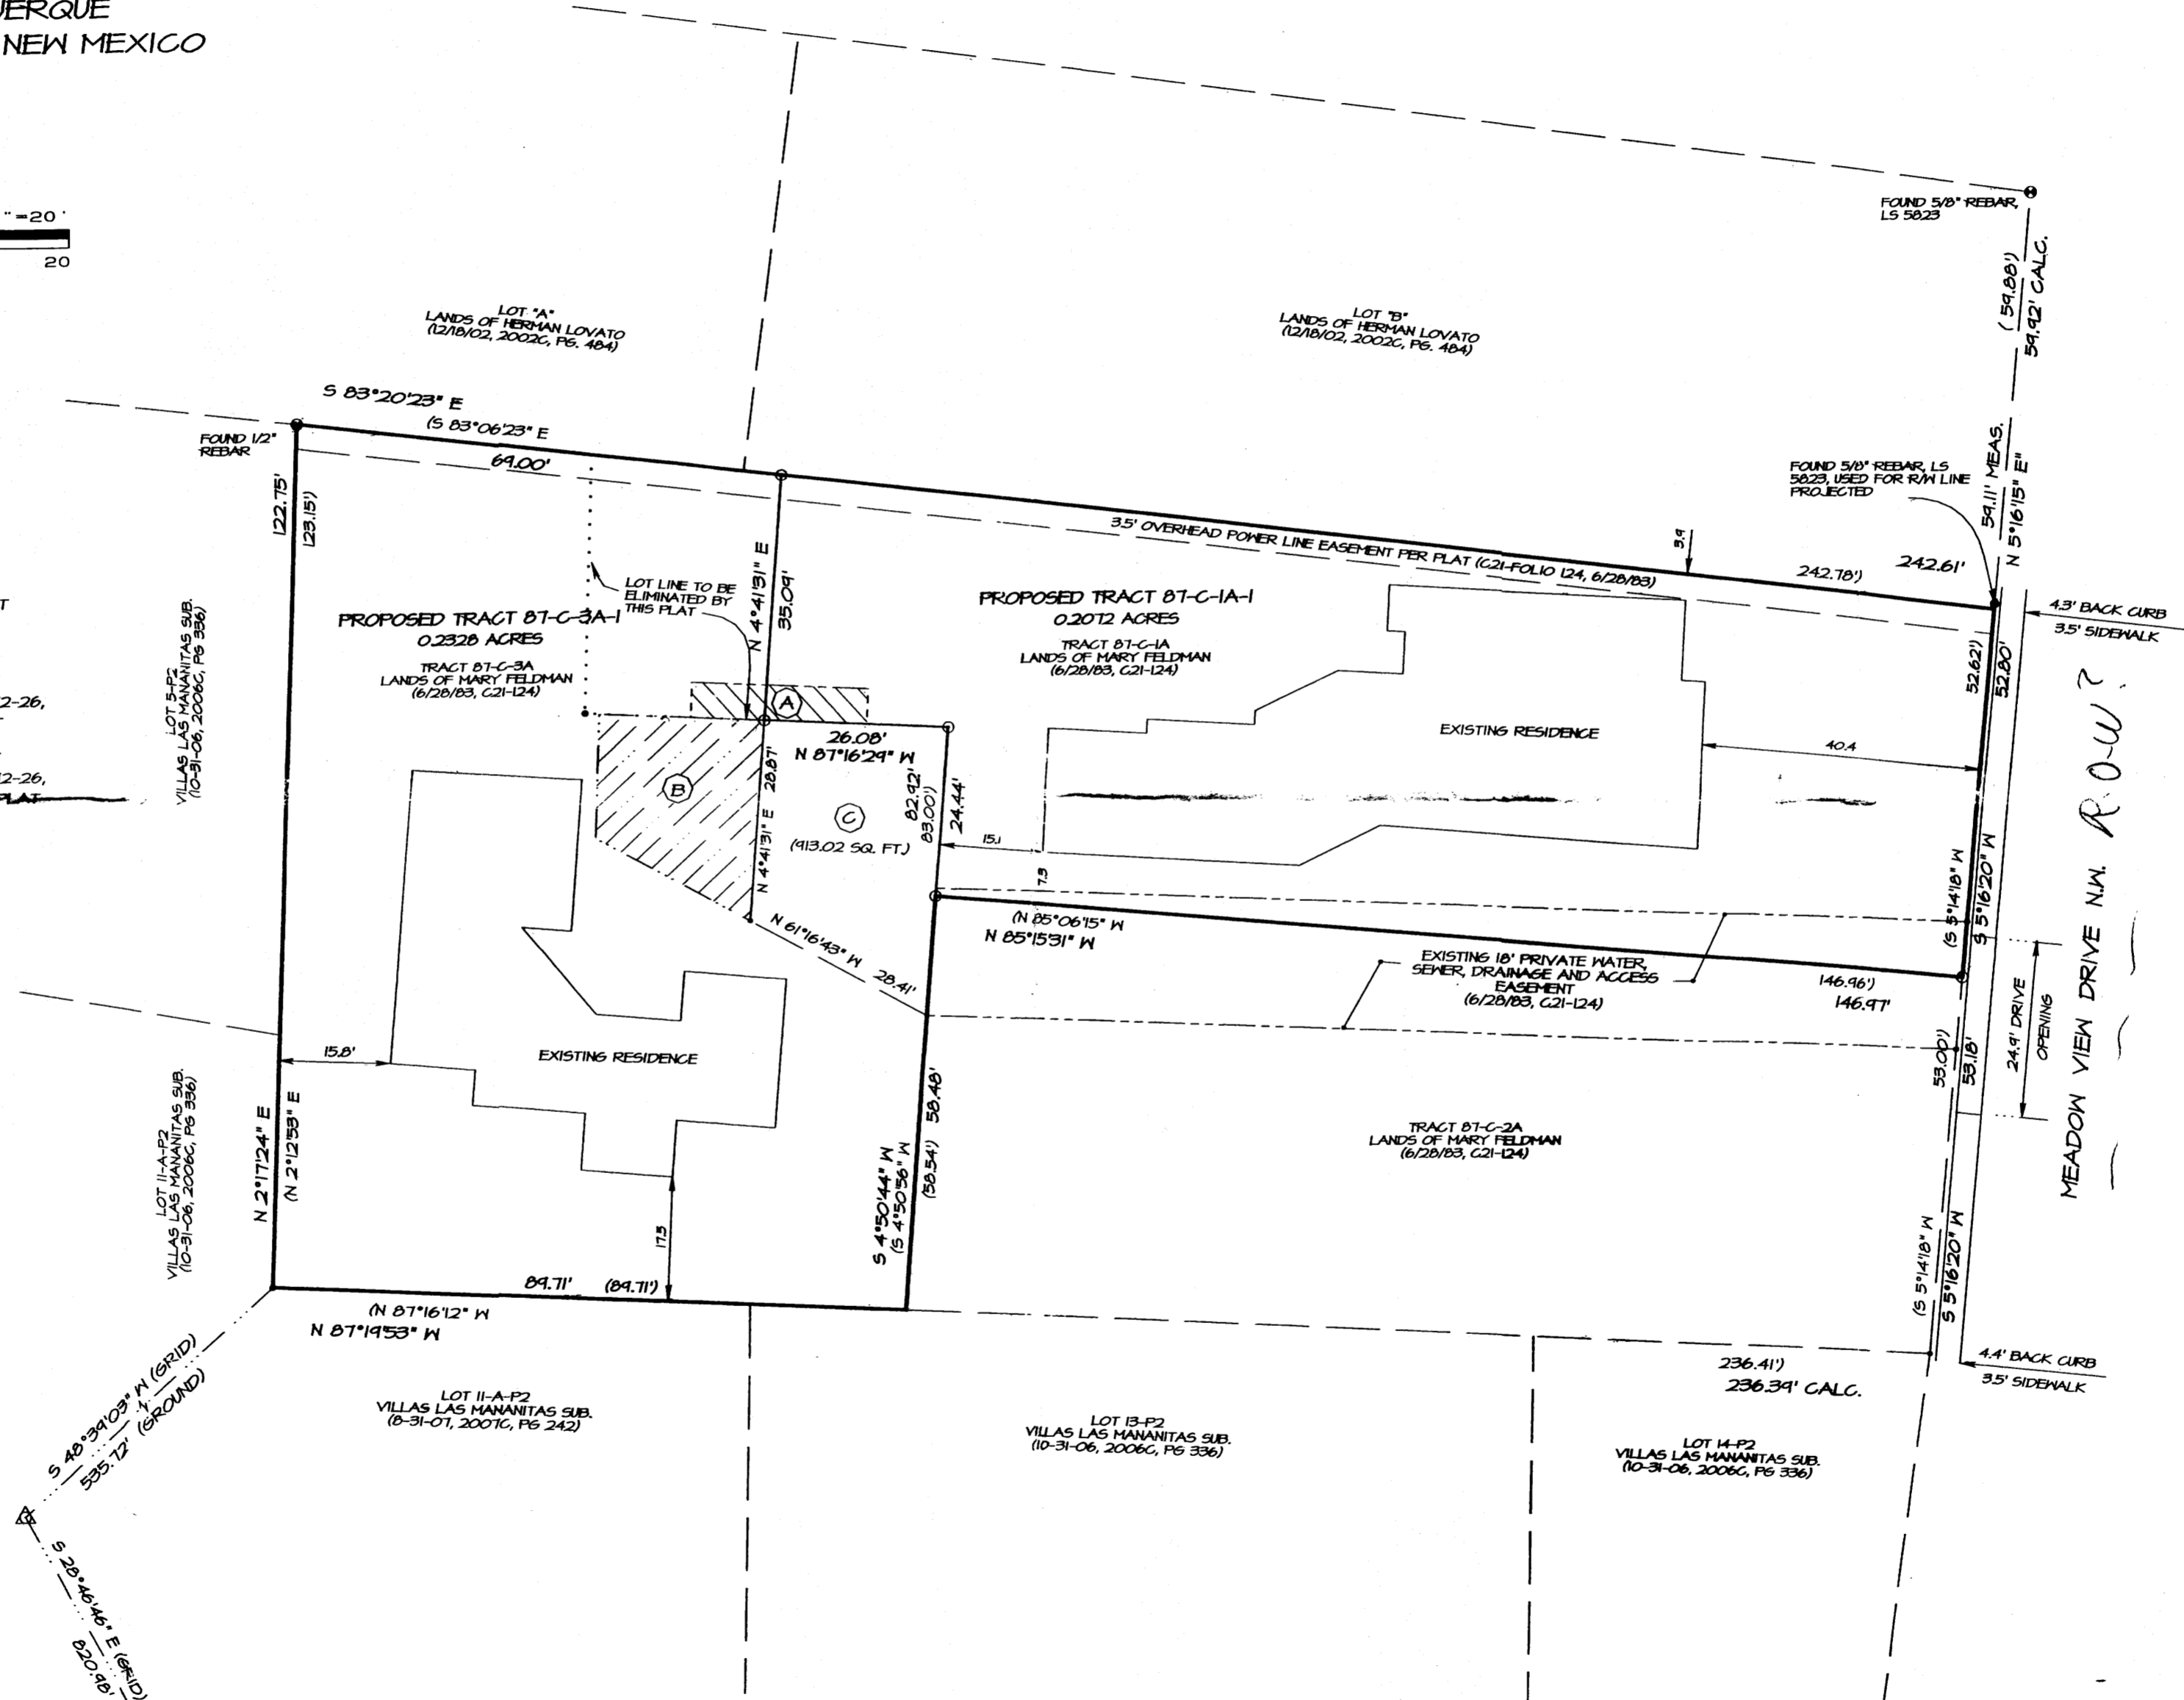 UERQUE
NEW MEXICO
"=20'
20
T
2-26,
2-26,
PLAT
LOT "A"
LANDS OF HERMAN LOVATO
(12/18/02, 2002C, PG. 484)
LOT "B"
LANDS OF HERMAN LOVATO
(12/18/02, 2002C, PG. 484)
FOUND 5/8" REBAR,
LS 5823
(59.88')
59.92' CALC.
59.11' MEAS.
N 5°16'15" E"
FOUND 5/8" REBAR, LS
5823, USED FOR R/W LINE
PROJECTED
S 83°20'23" E
(S 83°06'23" E
69.00'
FOUND 1/2"
REBAR
122.75'
123.15')
3.5' OVERHEAD POWER LINE EASEMENT PER PLAT (C21-FOLIO 124, 6/28/83)
3.9
242.78')
242.61'
4.3' BACK CURB
3.5' SIDEWALK
N 4°41'31" E
35.09'
LOT LINE TO BE
ELIMINATED BY
THIS PLAT
PROPOSED TRACT 87-C-3A-1
0.2328 ACRES
TRACT 87-C-3A
LANDS OF MARY FELDMAN
(6/28/83, C21-124)
PROPOSED TRACT 87-C-1A-1
0.2072 ACRES
TRACT 87-C-1A
LANDS OF MARY FELDMAN
(6/28/83, C21-124)
LOT 5-P2
VILLAS LAS MANANITAS SUB.
(10-31-06, 2006C, PG 336)
52.62')
52.80'
A
26.08'
N 87°16'29" W
EXISTING RESIDENCE
40.4
B
N 4°41'31" E 28.87'
C
(913.02 SQ. FT.)
82.92'
83.00')
24.44'
15.1
7.3
(S 5°14'18" W
S 5°16'20" W
(N 85°06'15" W
N 85°15'31" W
N 61°16'43" W 28.41'
EXISTING 18' PRIVATE WATER,
SEWER, DRAINAGE AND ACCESS
EASEMENT
(6/28/83, C21-124)
146.96')
146.97'
24.9' DRIVE
OPENING
MEADOW VIEW DRIVE N.W. R.O.W?
15.8'
EXISTING RESIDENCE
53.00')
53.18'
LOT 11-A-P2
VILLAS LAS MANANITAS SUB.
(10-31-06, 2006C, PG 336)
N 2°17'24" E
(N 2°12'53" E
S 4°50'44" W
(S 4°50'56" W
(58.54') 58.48'
TRACT 87-C-2A
LANDS OF MARY FELDMAN
(6/28/83, C21-124)
17.3
(S 5°14'18" W
S 5°16'20" W
89.71' (89.71')
(N 87°16'12" W
N 87°19'53" W
236.41')
236.39' CALC.
4.4' BACK CURB
3.5' SIDEWALK
S 48°39'03" W (GRID)
535.72' (GROUND)
LOT 11-A-P2
VILLAS LAS MANANITAS SUB.
(8-31-07, 2007C, PG 242)
LOT 13-P2
VILLAS LAS MANANITAS SUB.
(10-31-06, 2006C, PG 336)
LOT 14-P2
VILLAS LAS MANANITAS SUB.
(10-31-06, 2006C, PG 336)
S 28°46'46" E (GRID)
820.98'